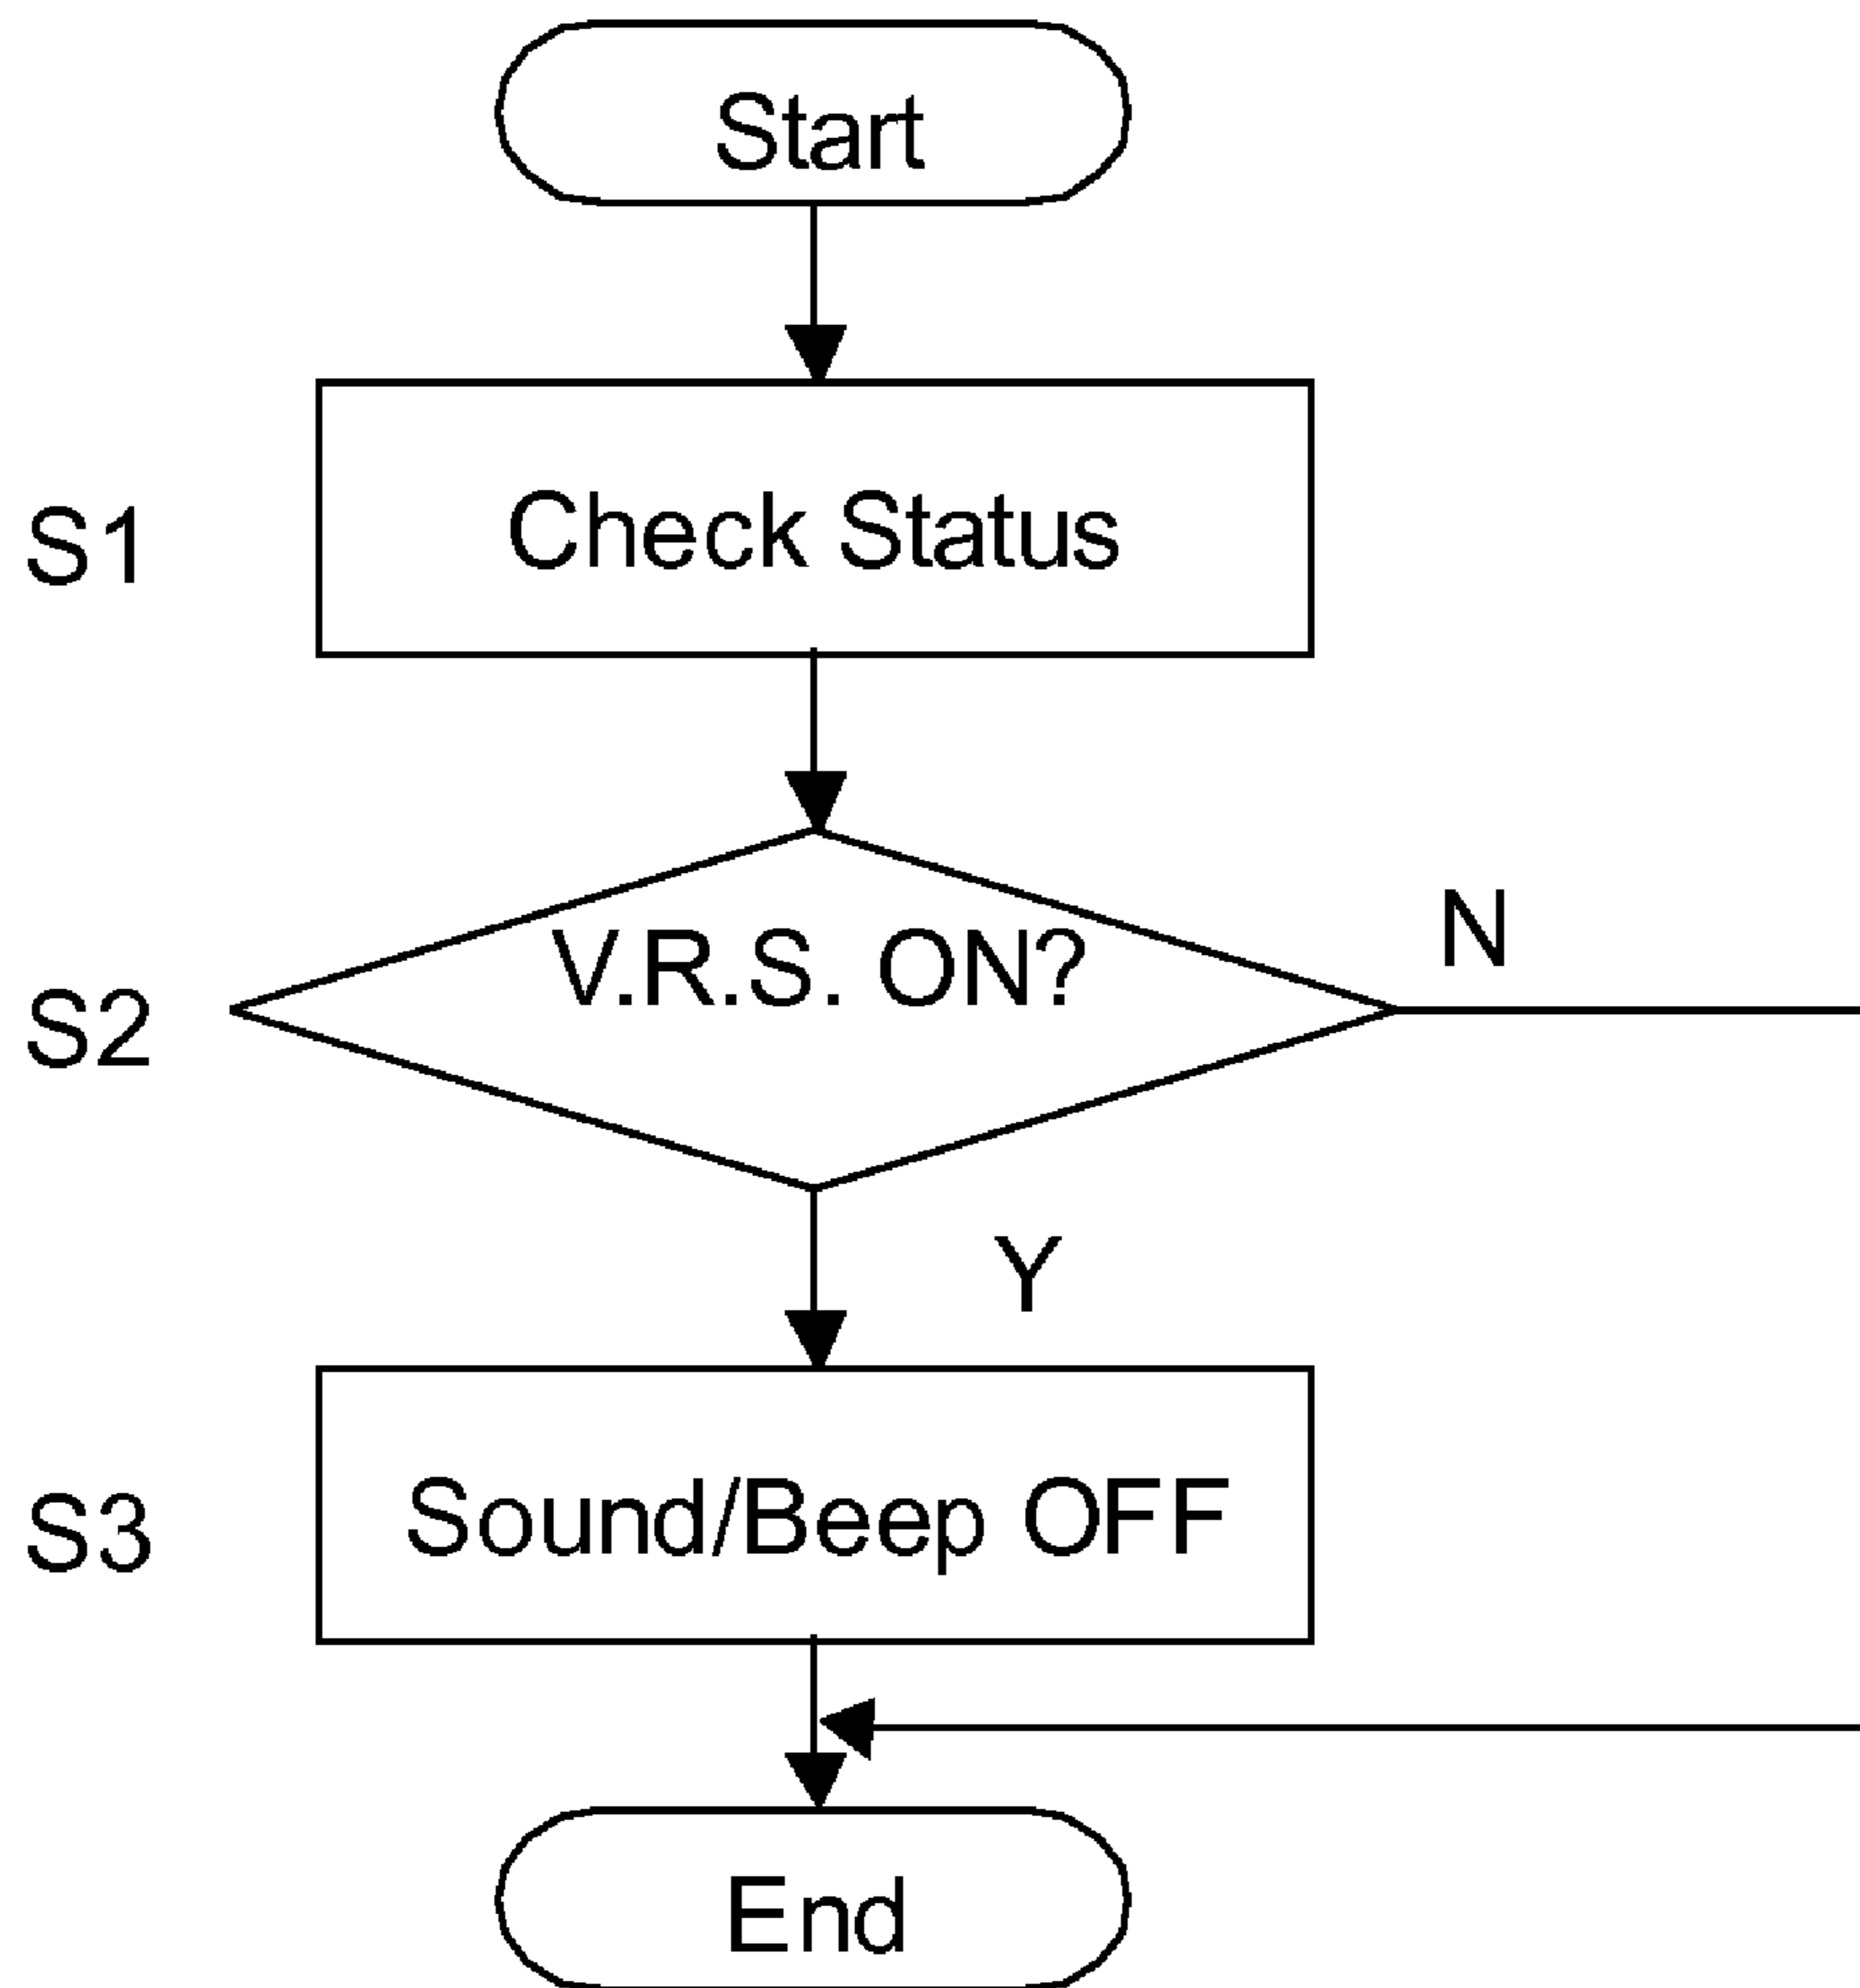 Start
S1
Check Status
V.R.S. ON?
N
S2
Y
S3
Sound/Beep OFF
End